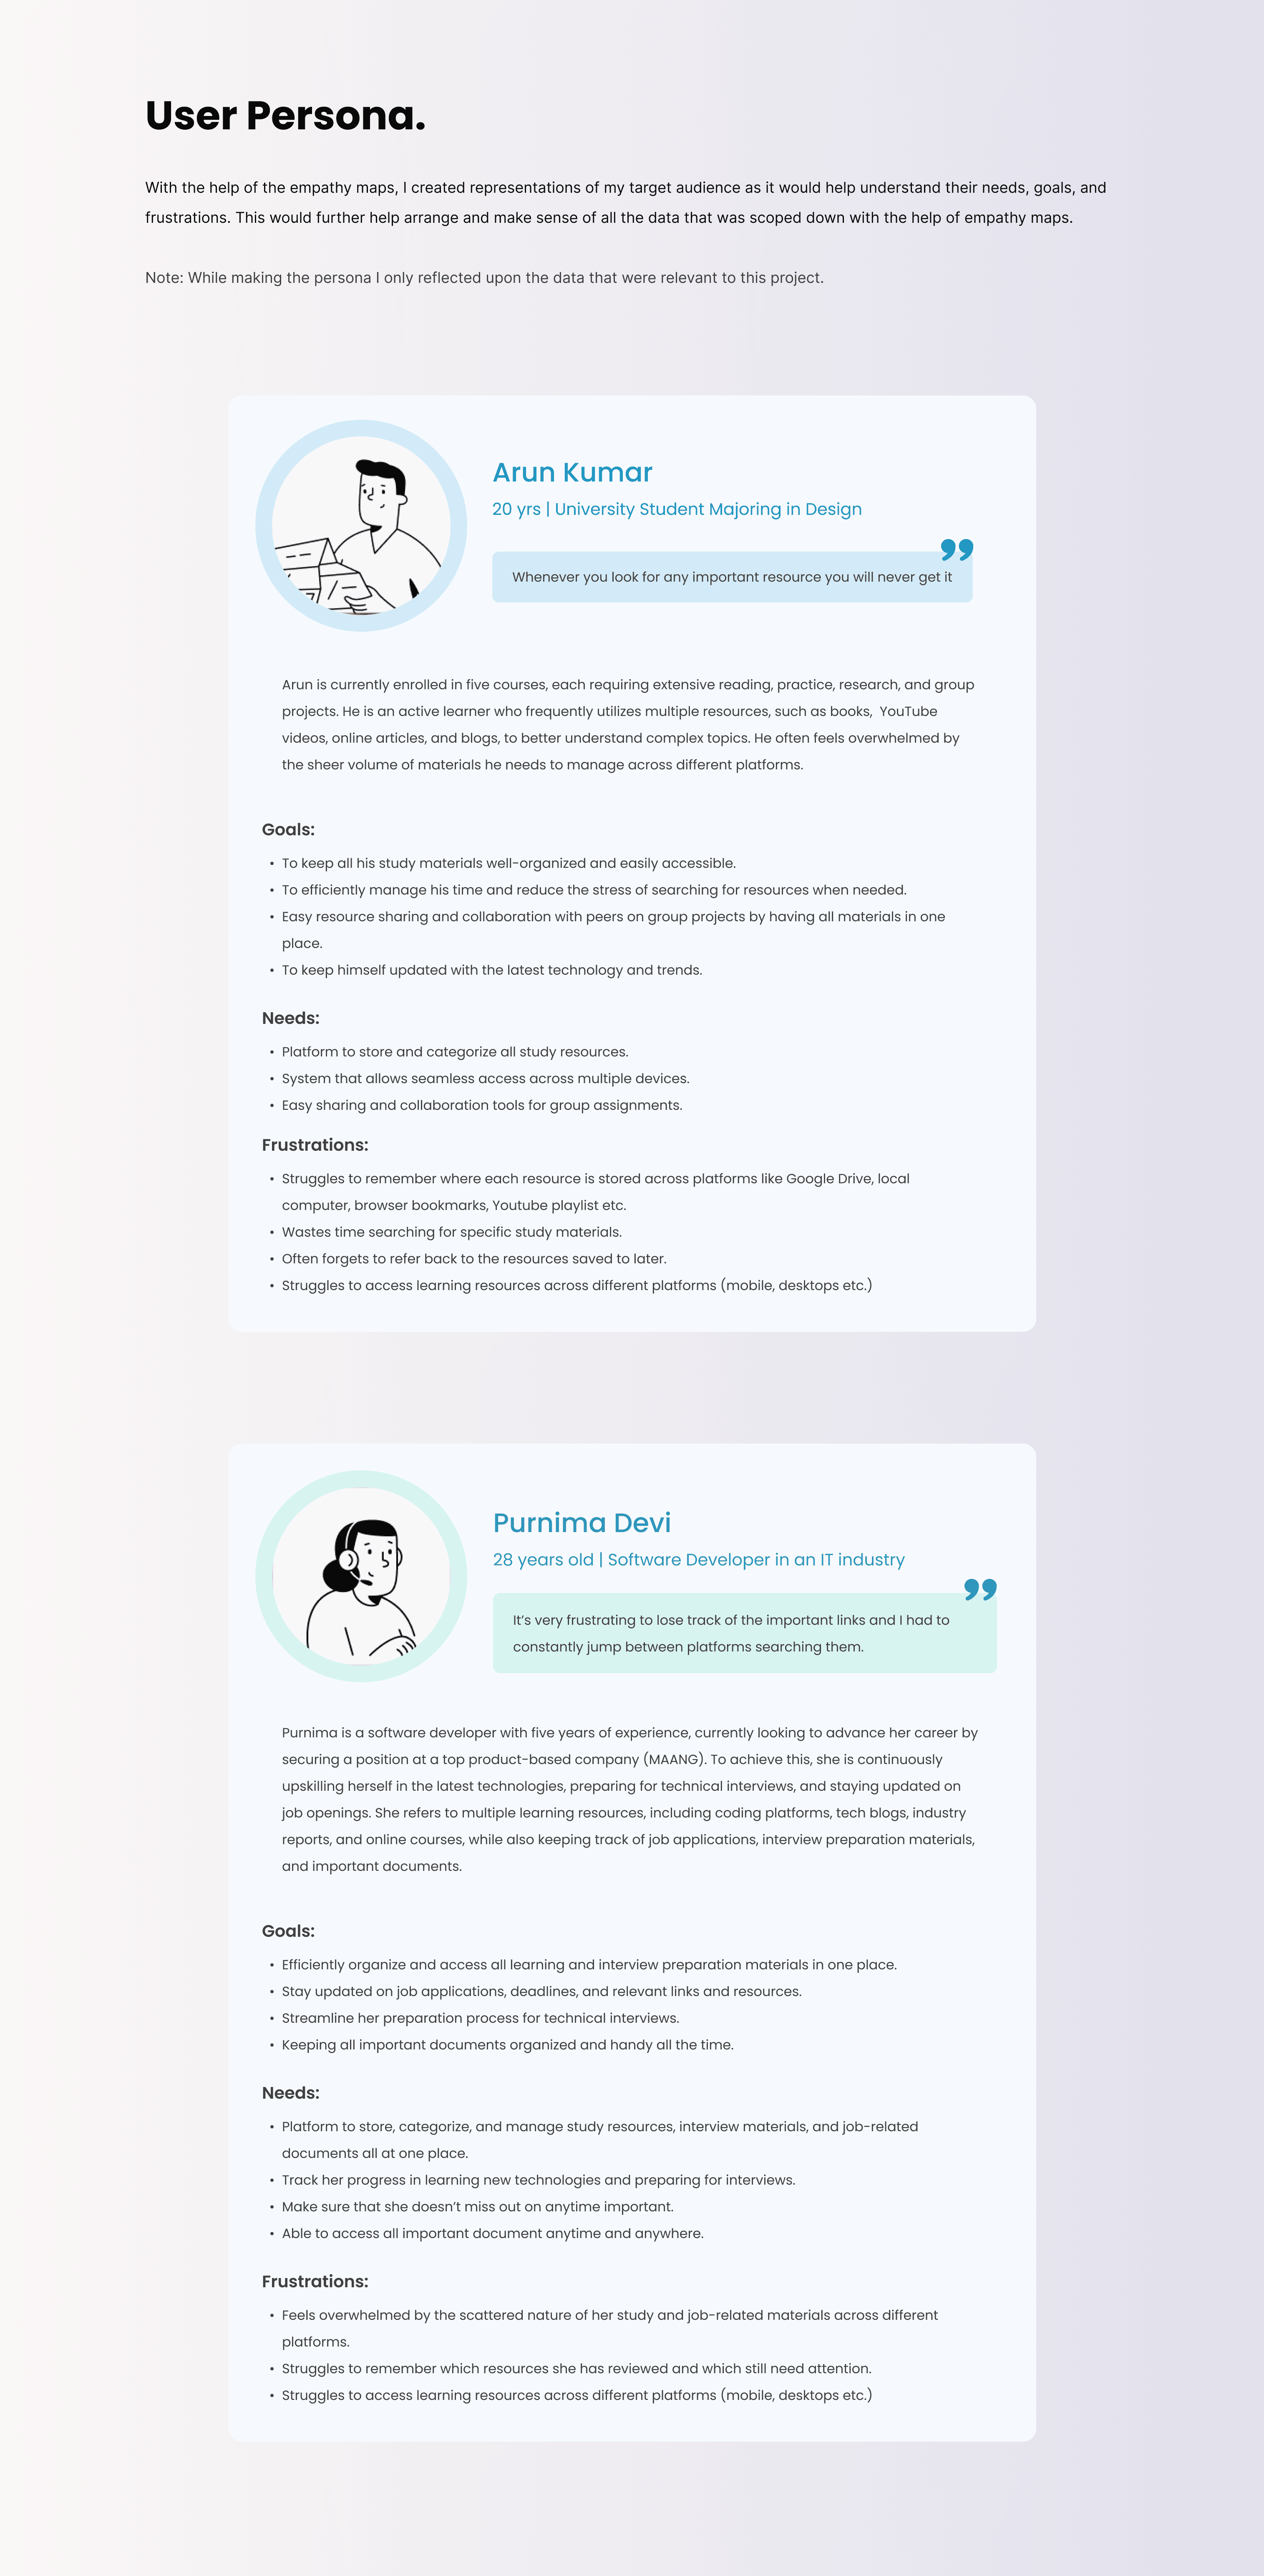 User Persona.
With the help of the empathy maps, I created representations of my target audience as it would help understand their needs, goals, and
frustrations. This would further help arrange and make sense of all the data that was scoped down with the help of empathy maps.
Note: While making the persona I only reflected upon the data that were relevant to this project.
Arun Kumar
20 yrs | University Student Majoring in Design
Whenever you look for any important resource you will never get it
Arun is currently enrolled in five courses, each requiring extensive reading, practice, research, and group
projects. He is an active learner who frequently utilizes multiple resources, such as books,  YouTube
videos, online articles, and blogs, to better understand complex topics. He often feels overwhelmed by
the sheer volume of materials he needs to manage across different platforms.
Goals:
• To keep all his study materials well-organized and easily accessible.
• To efficiently manage his time and reduce the stress of searching for resources when needed.
• Easy resource sharing and collaboration with peers on group projects by having all materials in one
place.
• To keep himself updated with the latest technology and trends.
Needs:
• Platform to store and categorize all study resources.
• System that allows seamless access across multiple devices.
• Easy sharing and collaboration tools for group assignments.
Frustrations:
• Struggles to remember where each resource is stored across platforms like Google Drive, local
computer, browser bookmarks, Youtube playlist etc.
• Wastes time searching for specific study materials.
• Often forgets to refer back to the resources saved to later.
• Struggles to access learning resources across different platforms (mobile, desktops etc.)
Purnima Devi
28 years old | Software Developer in an IT industry
It’s very frustrating to lose track of the important links and I had to
constantly jump between platforms searching them.
Purnima is a software developer with five years of experience, currently looking to advance her career by
securing a position at a top product-based company (MAANG). To achieve this, she is continuously
upskilling herself in the latest technologies, preparing for technical interviews, and staying updated on
job openings. She refers to multiple learning resources, including coding platforms, tech blogs, industry
reports, and online courses, while also keeping track of job applications, interview preparation materials,
and important documents.
Goals:
• Efficiently organize and access all learning and interview preparation materials in one place.
• Stay updated on job applications, deadlines, and relevant links and resources.
• Streamline her preparation process for technical interviews.
• Keeping all important documents organized and handy all the time.
Needs:
• Platform to store, categorize, and manage study resources, interview materials, and job-related
documents all at one place.
• Track her progress in learning new technologies and preparing for interviews.
• Make sure that she doesn’t miss out on anytime important.
• Able to access all important document anytime and anywhere.
Frustrations:
• Feels overwhelmed by the scattered nature of her study and job-related materials across different
platforms.
• Struggles to remember which resources she has reviewed and which still need attention.
• Struggles to access learning resources across different platforms (mobile, desktops etc.)